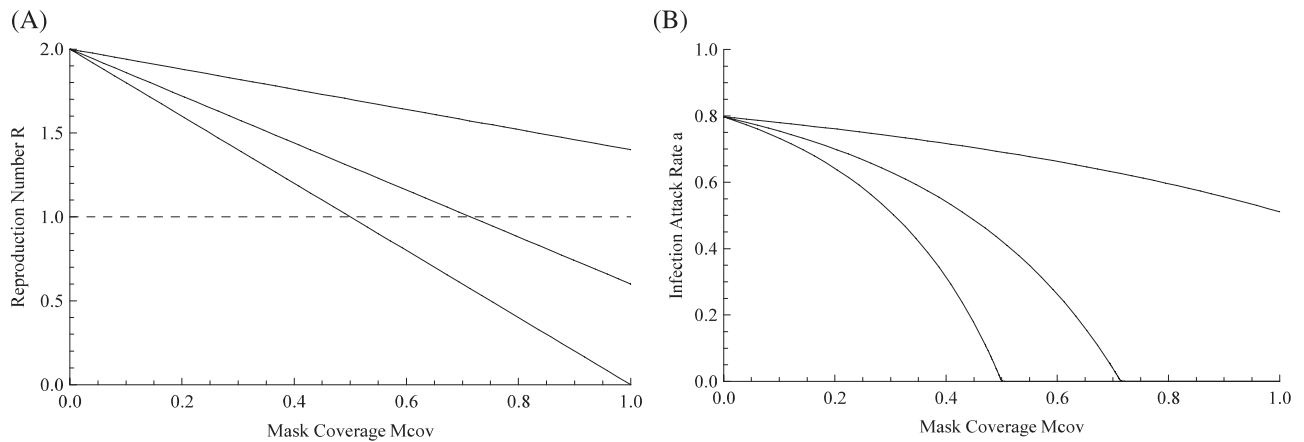 (A)
2.0
1.5
1.0
0.5
0.0
0.0 0.2 0.4 0.6 0.8 1.0
Reproduction Number R
Mask Coverage Mcov
(B)
1.0
0.8
0.6
0.4
0.2
0.0
0.0 0.2 0.4 0.6 0.8 1.0
Infection Attack Rate a
Mask Coverage Mcov